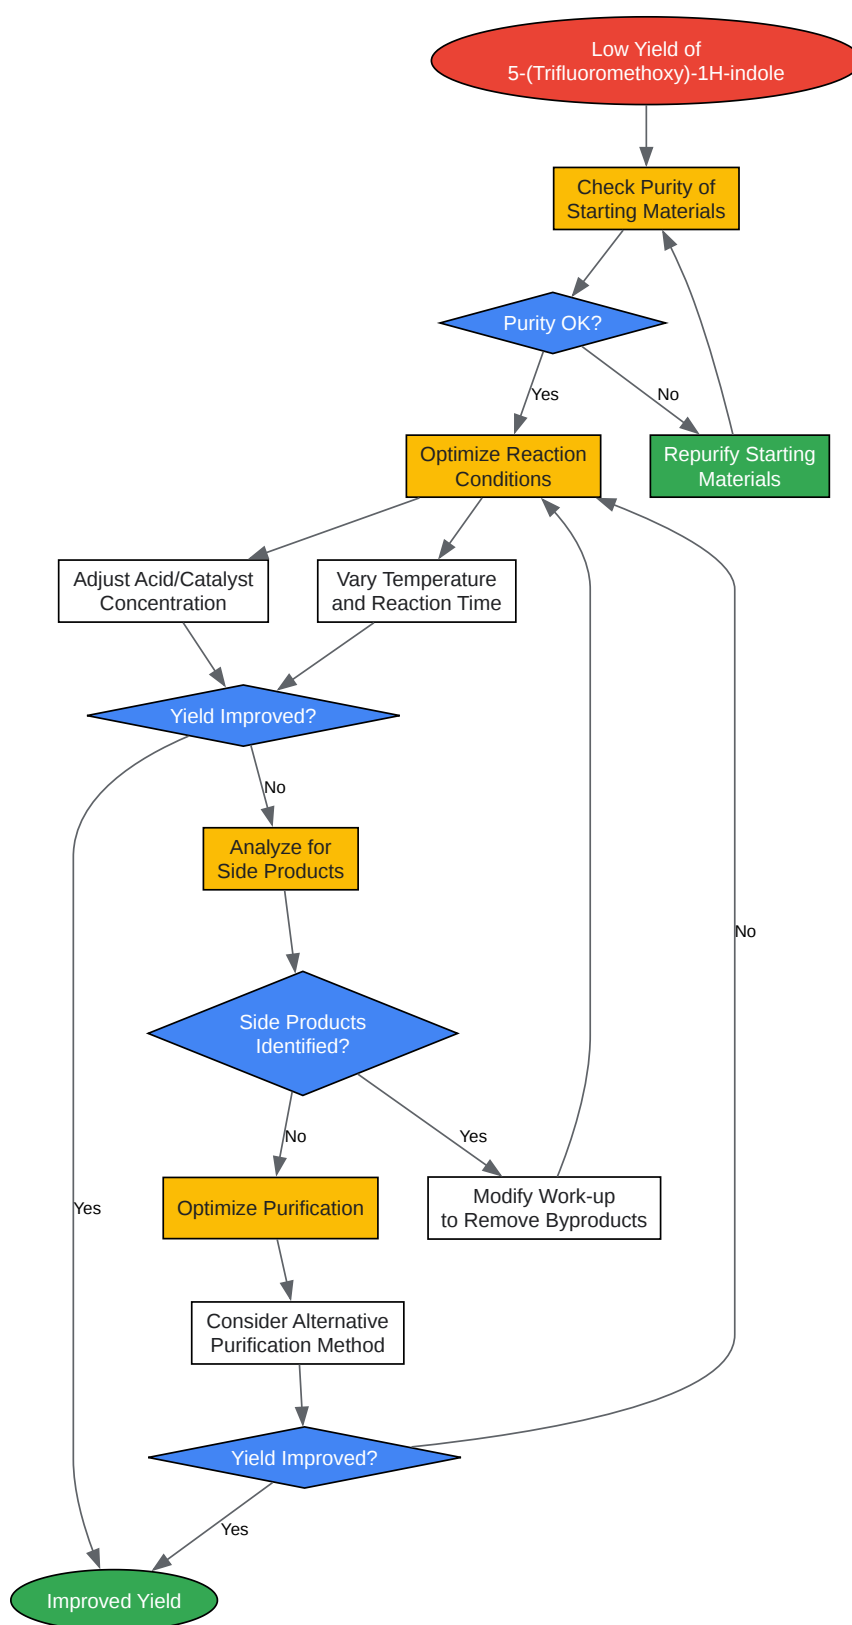 Low Yield of
5-(Trifluoromethoxy)-1H-indole
Check Purity of
Starting Materials
Purity OK?
Yes
No
Optimize Reaction
Conditions
Repurify Starting
Materials
Adjust Acid/Catalyst
Concentration
Vary Temperature
and Reaction Time
Yield Improved?
No
Analyze for
Side Products
No
Side Products
Identified?
No
Yes
Optimize Purification
Modify Work-up
to Remove Byproducts
Yes
Consider Alternative
Purification Method
Yield Improved?
Yes
Improved Yield